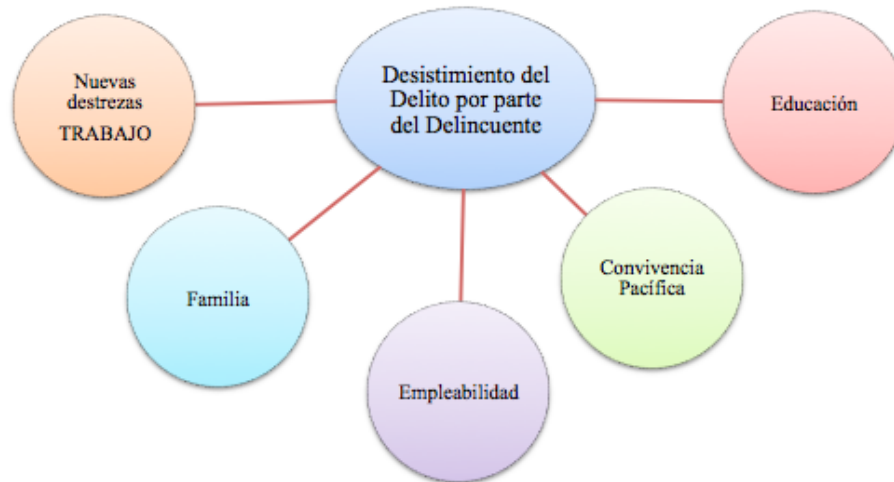 Desistimiento del
Delito por parte
del Delincuente
Nuevas
destrezas
TRABAJO
Educación
Familia
Convivencia
Pacífica
Empleabilidad